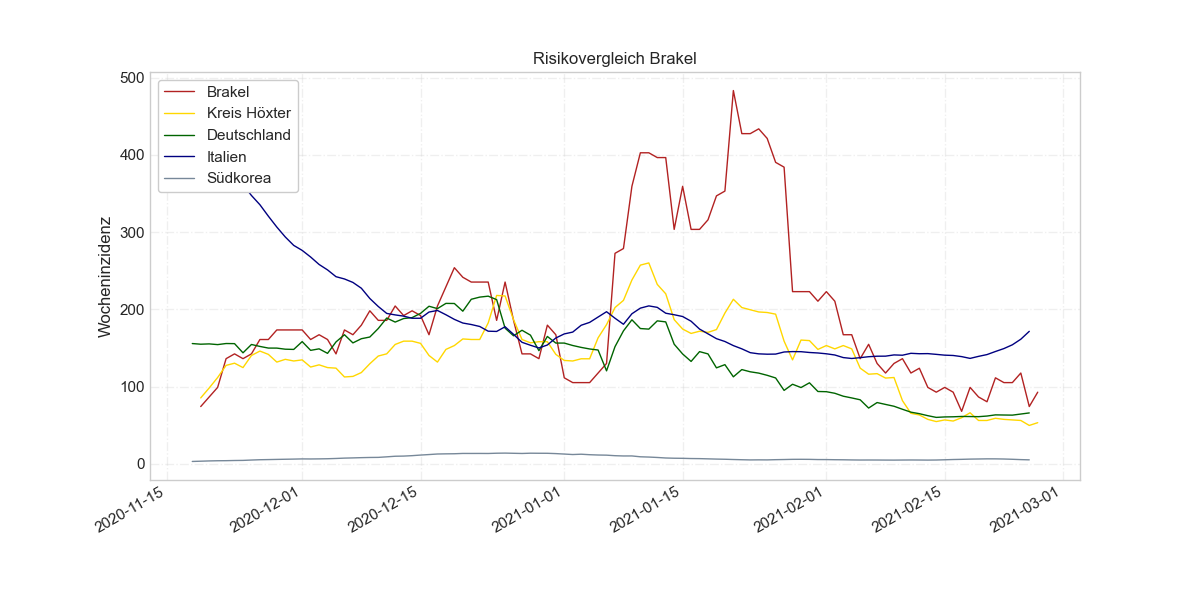 Risikovergleich Brakel
Wocheninzidenz
500
400
300
200
100
0
Brakel
Kreis Höxter
Deutschland
Italien
Südkorea
2020-11-15
2020-12-01
2020-12-15
2021-01-01
2021-01-15
2021-02-01
2021-02-15
2021-03-01